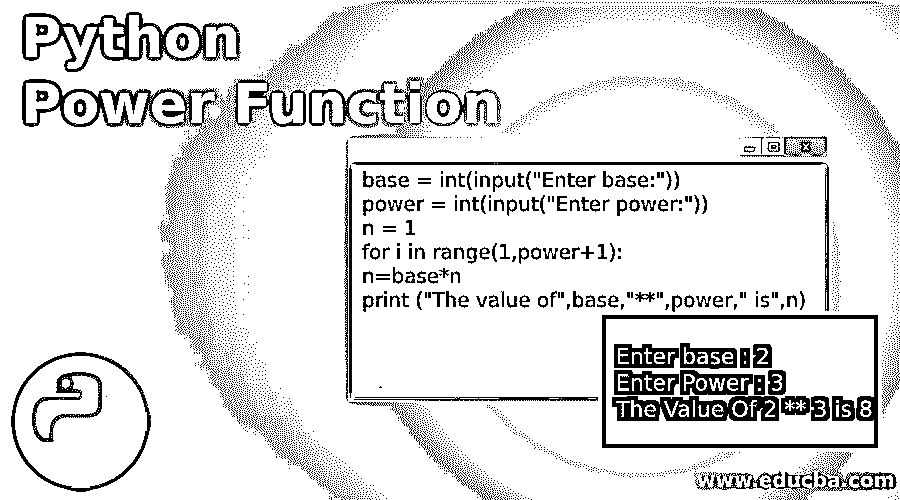 Python
Power Function
base = int(input("Enter base:"))
power = int(input("Enter power:"))
n = 1
for i in range(1,power+1):
n=base*n
print ("The value of",base,"**",power," is",n)
Enter base : 2
Enter Power : 3
The Value Of 2 ** 3 is 8
www.educba.com